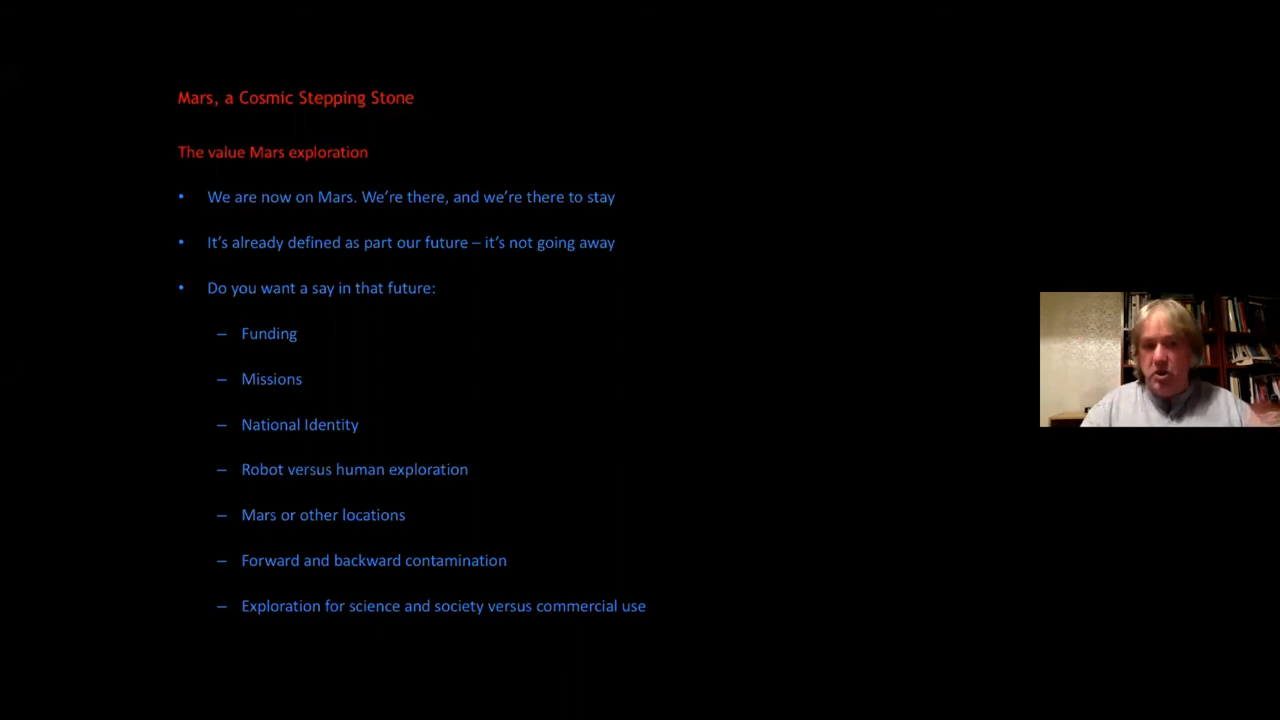 Mars, a Cosmic Stepping Stone
The value Mars exploration
• We are now on Mars. We’re there, and we’re there to stay
• It’s already defined as part our future – it’s not going away
• Do you want a say in that future:
– Funding
– Missions
– National Identity
– Robot versus human exploration
– Mars or other locations
– Forward and backward contamination
– Exploration for science and society versus commercial use